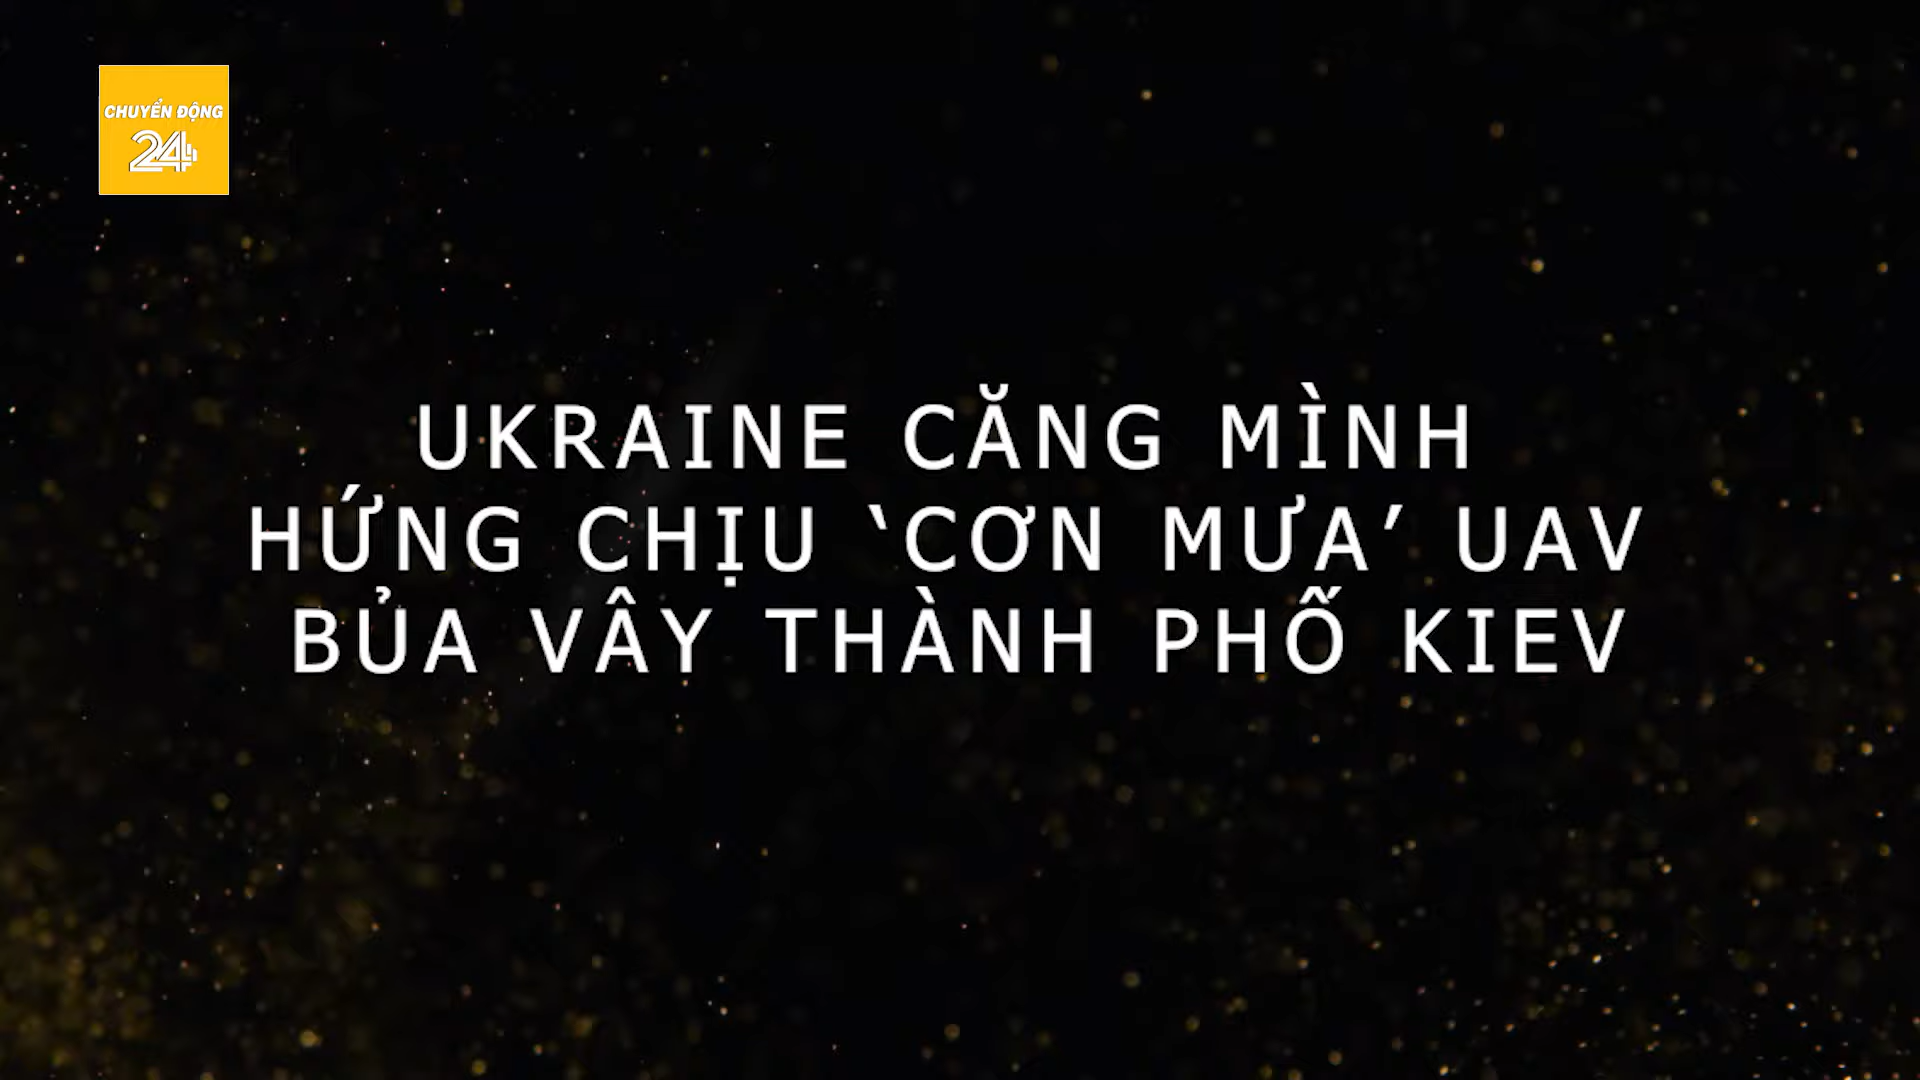 CHUYỂN ĐỘNG
24h
UKRAINE CĂNG MÌNH
HỨNG CHỊU ‘CƠN MƯA’ UAV
BỦA VÂY THÀNH PHỐ KIEV